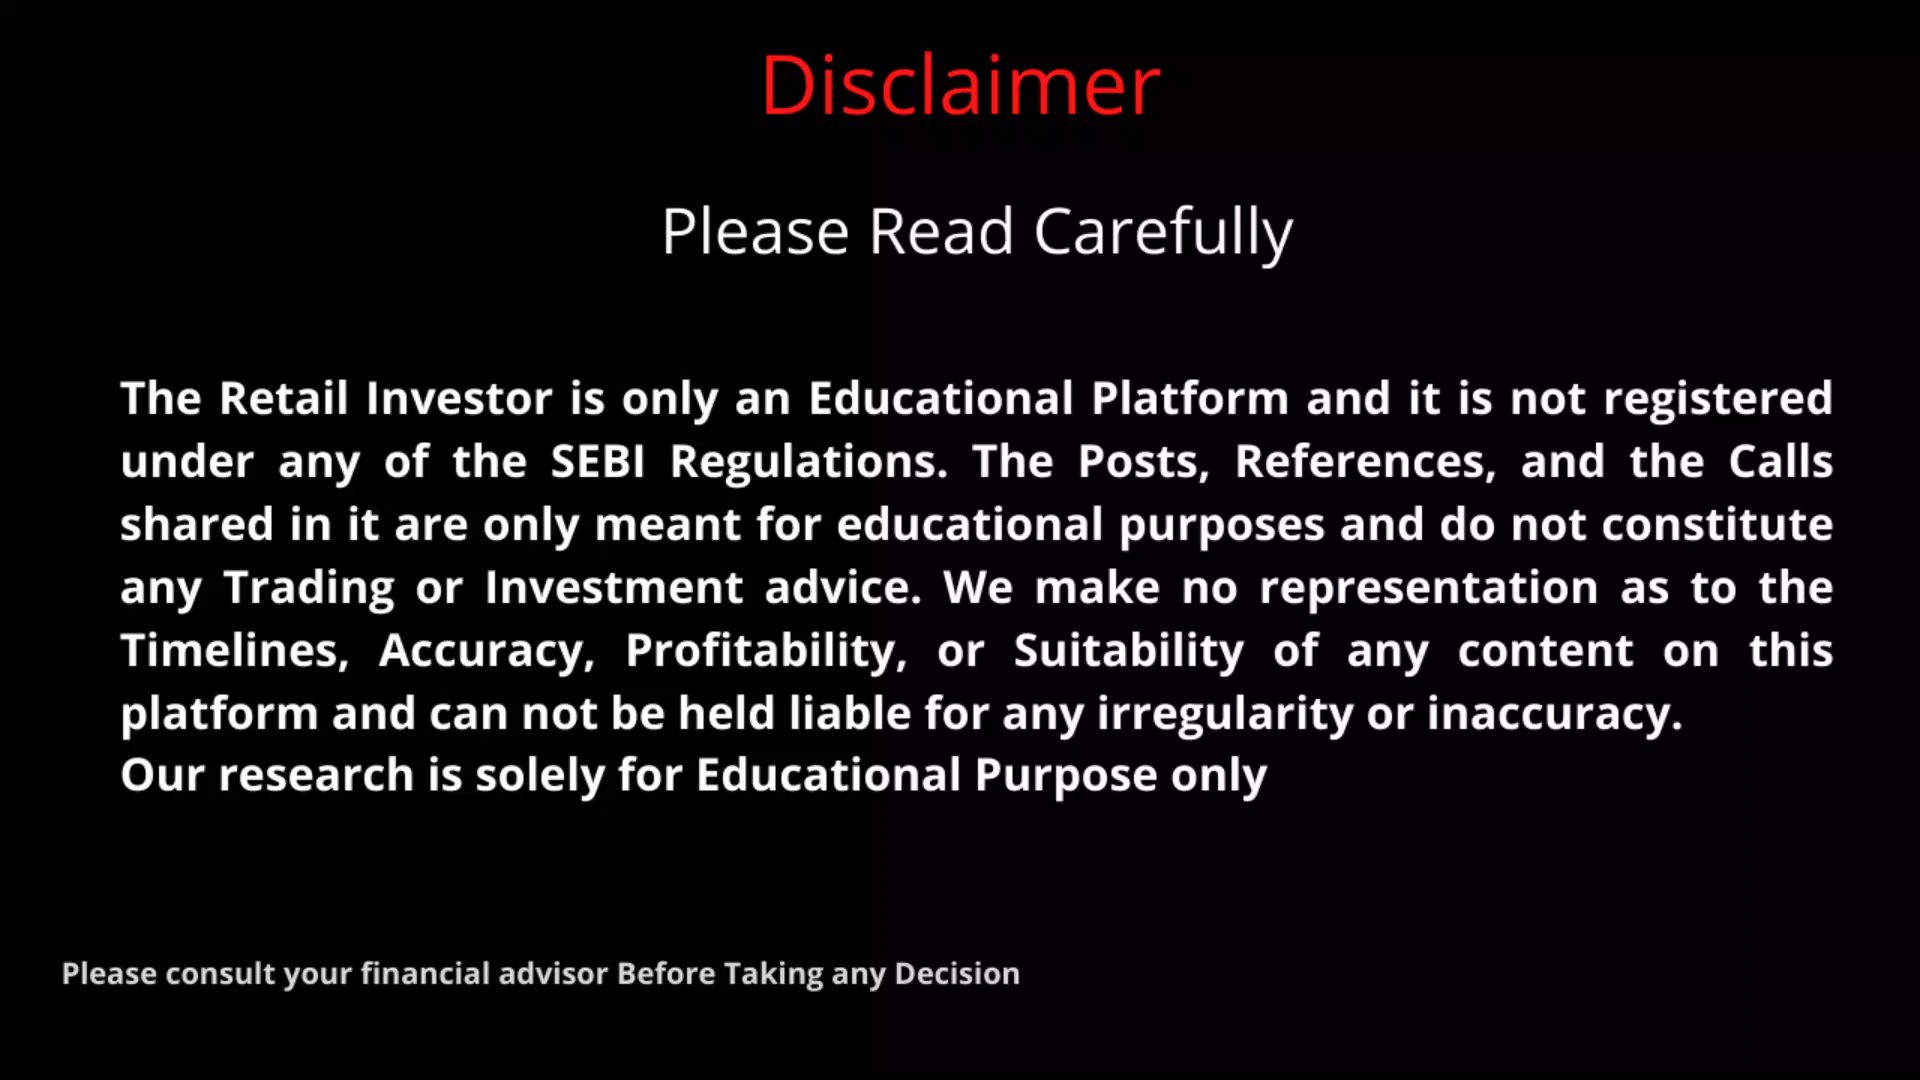 Disclaimer
Please Read Carefully
The Retail Investor is only an Educational Platform and it is not registered
under any of the SEBI Regulations. The Posts, References, and the Calls
shared in it are only meant for educational purposes and do not constitute
any Trading or Investment advice. We make no representation as to the
Timelines, Accuracy, Profitability, or Suitability of any content on this
platform and can not be held liable for any irregularity or inaccuracy.
Our research is solely for Educational Purpose only
Please consult your financial advisor Before Taking any Decision